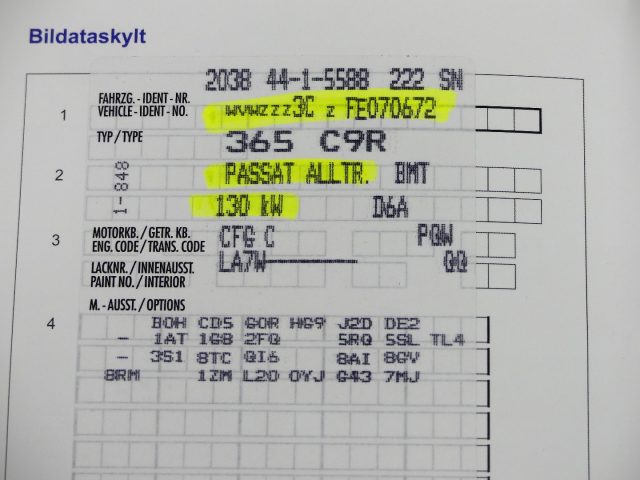 Bildataskylt
2038 44-1-5588 222 SN
FAHRZG.-IDENT-NR.
VEHICLE-IDENT-NO.
1
WVWZZZ3C Z FE070672
TYP/TYPE
365 C9R
2
1-848
PASSAT ALLTR. BMT
130 kW D6A
3
MOTORKB./GETR. KB.
ENG. CODE/TRANS. CODE
CFG C PGW
LACKNR./INNENAUSST.
PAINT NO./INTERIOR
LA7W QQ
M.-AUSST./OPTIONS
4
B0H CD5 G0R HG9 J2D DE2
- 1AT 1G8 2FQ 5RQ 5SL TL4
- 3S1 8TC QI6 8AI 8GV
8RM 1ZM L20 0YJ G43 7MJ